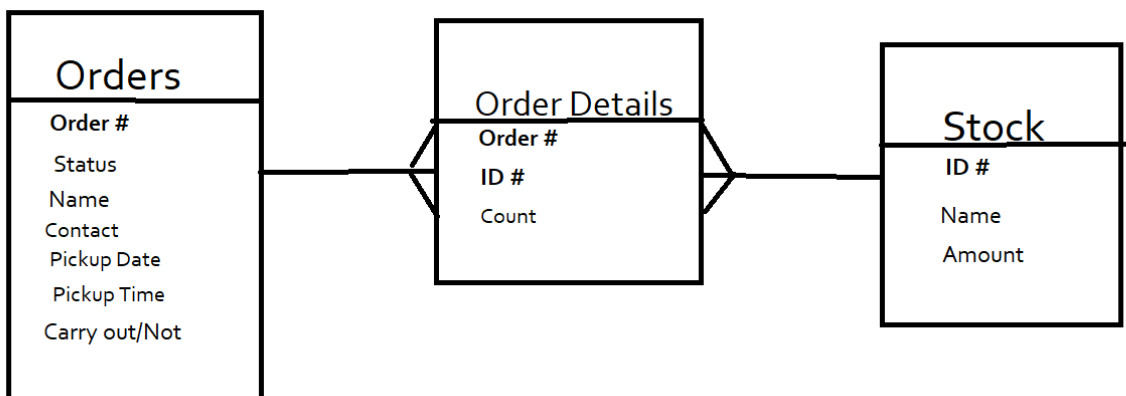 Orders
Order #
Status
Name
Contact
Pickup Date
Pickup Time
Carry out/Not
Order Details
Order #
ID #
Count
Stock
ID #
Name
Amount